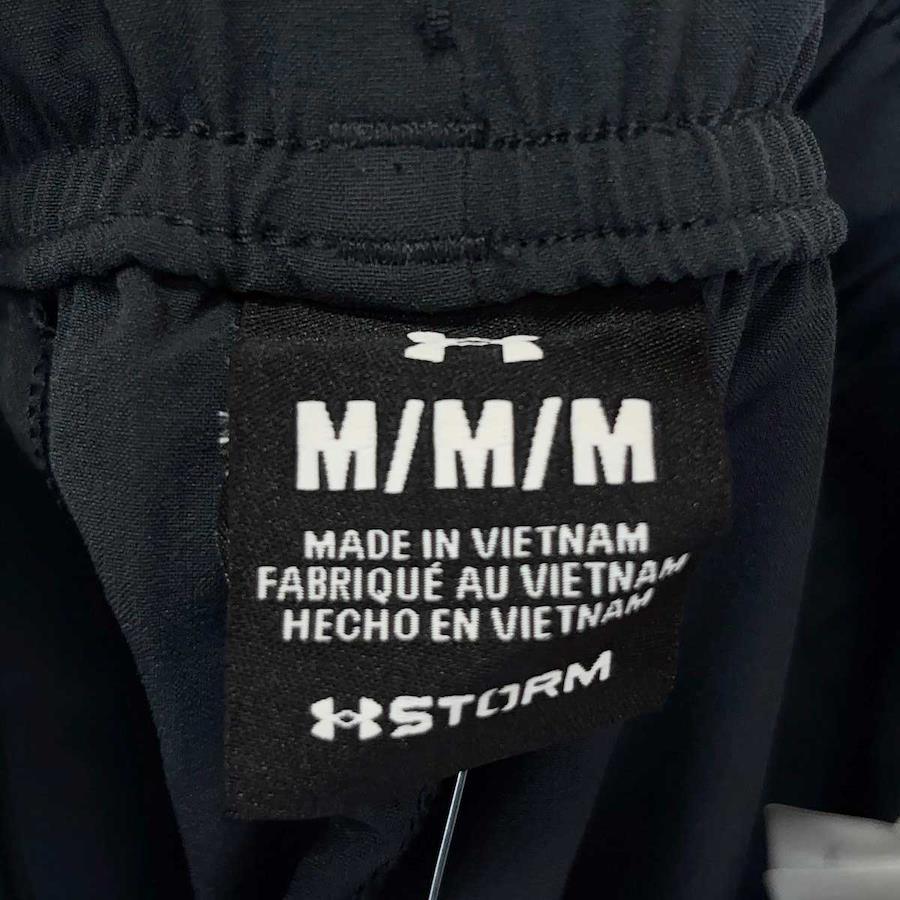 M/M/M
MADE IN VIETNAM
FABRIQUÉ AU VIETNAM
HECHO EN VIETNAM
STORM